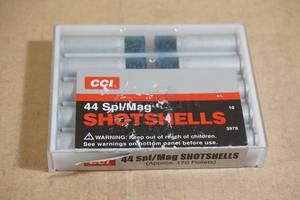 CCI
44 Spl/Mag
10
SHOTSHELLS
3979
⚠WARNING: Keep out of reach of children.
See warnings on bottom panel before use.
CCI 44 Spl/Mag SHOTSHELLS
(Approx. 170 Pellets)